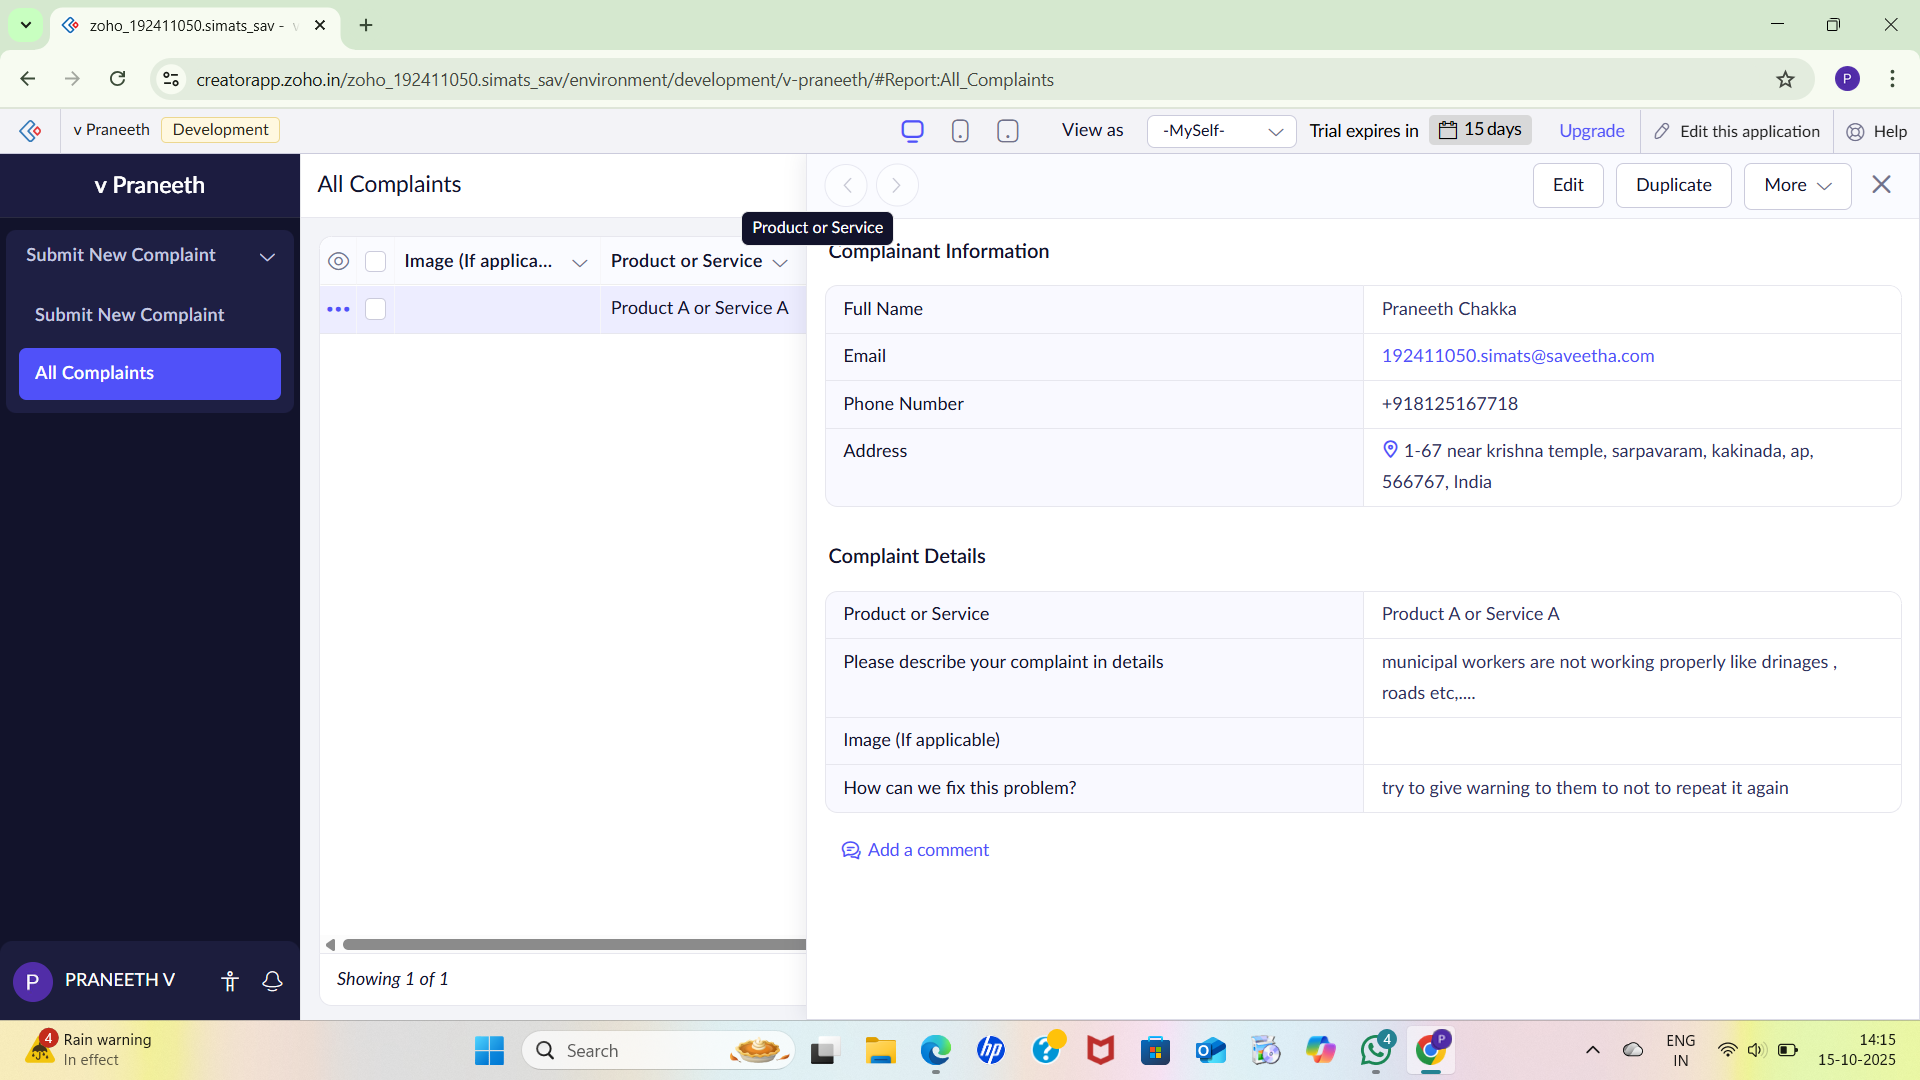 zoho_192411050.simats_sav -
creatorapp.zoho.in/zoho_192411050.simats_sav/environment/development/v-praneeth/#Report:All_Complaints
P
v Praneeth
Development
View as
-MySelf-
Trial expires in
15 days
Upgrade
Edit this application
Help
v Praneeth
Submit New Complaint
Submit New Complaint
All Complaints
PRANEETH V
P
All Complaints
Edit
Duplicate
More
Product or Service
Image (If applica...
Product or Service
Product A or Service A
Showing 1 of 1
Complainant Information
Full Name
Praneeth Chakka
Email
192411050.simats@saveetha.com
Phone Number
+918125167718
Address
1-67 near krishna temple, sarpavaram, kakinada, ap,
566767, India
Complaint Details
Product or Service
Product A or Service A
Please describe your complaint in details
municipal workers are not working properly like drinages ,
roads etc,....
Image (If applicable)
How can we fix this problem?
try to give warning to them to not to repeat it again
Add a comment
4
Rain warning
In effect
Search
hp
4
P
ENG
IN
14:15
15-10-2025